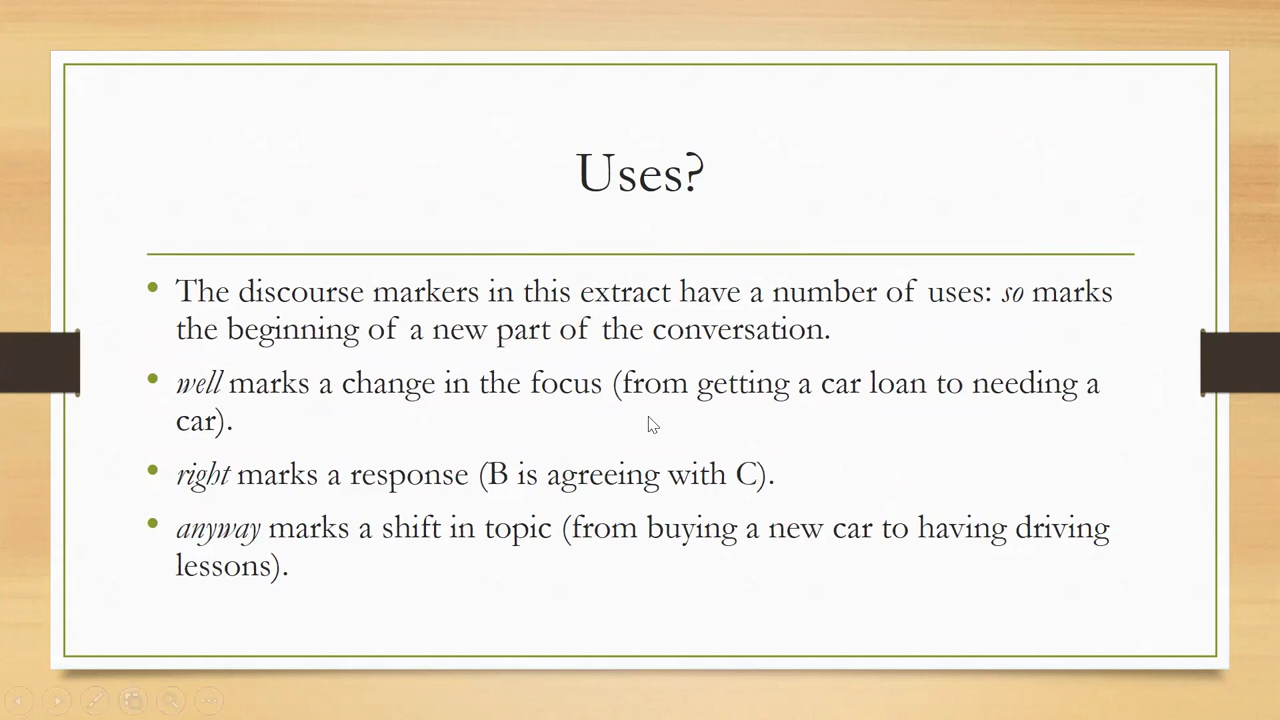 Uses?
• The discourse markers in this extract have a number of uses: so marks
the beginning of a new part of the conversation.
• well marks a change in the focus (from getting a car loan to needing a
car).
• right marks a response (B is agreeing with C).
• anyway marks a shift in topic (from buying a new car to having driving
lessons).